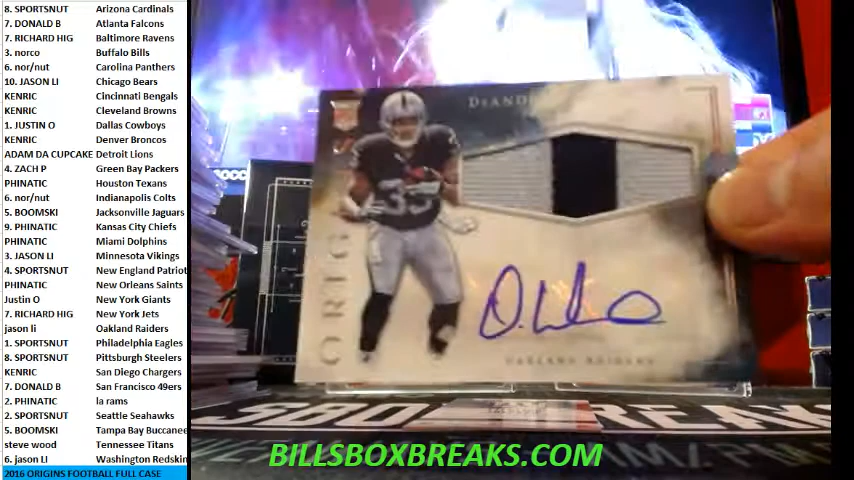 8. SPORTSNUT Arizona Cardinals
7. DONALD B Atlanta Falcons
7. RICHARD HIG Baltimore Ravens
3. norco Buffalo Bills
6. nor/nut Carolina Panthers
10. JASON LI Chicago Bears
KENRIC Cincinnati Bengals
KENRIC Cleveland Browns
1. JUSTIN O Dallas Cowboys
KENRIC Denver Broncos
ADAM DA CUPCAKE Detroit Lions
4. ZACH P Green Bay Packers
PHINATIC Houston Texans
6. nor/nut Indianapolis Colts
5. BOOMSKI Jacksonville Jaguars
9. PHINATIC Kansas City Chiefs
PHINATIC Miami Dolphins
3. JASON LI Minnesota Vikings
4. SPORTSNUT New England Patriot
PHINATIC New Orleans Saints
Justin O New York Giants
7. RICHARD HIG New York Jets
jason li Oakland Raiders
1. SPORTSNUT Philadelphia Eagles
8. SPORTSNUT Pittsburgh Steelers
KENRIC San Diego Chargers
7. DONALD B San Francisco 49ers
2. PHINATIC la rams
2. SPORTSNUT Seattle Seahawks
5. BOOMSKI Tampa Bay Buccanee
steve wood Tennessee Titans
6. jason LI Washington Redskin
2016 ORIGINS FOOTBALL FULL CASE
DEAND
33
ORIG
OAKLAND RAIDERS
BILLSBOXBREAKS.COM